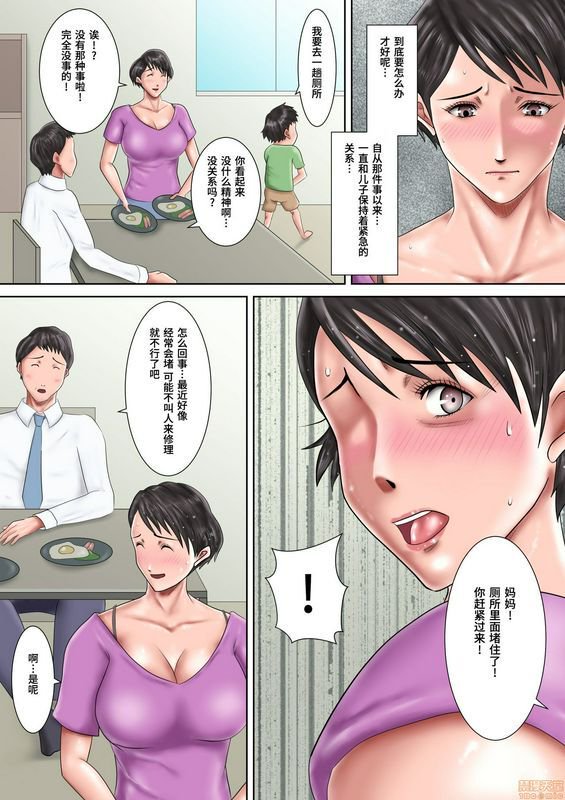 到底要怎么办
才好呢…
自从那件事以来…
一直和儿子保持着紧急的
关系…
我要去一趟厕所
你看起来
没什么精神啊…
没关系吗?
诶!?
没有那种事啦!
完全没事的!
妈妈!
厕所里面堵住了!
你赶紧过来!
!
怎么回事…最近好像
经常会堵 可能不叫人来修理
就不行了吧
啊…是呢